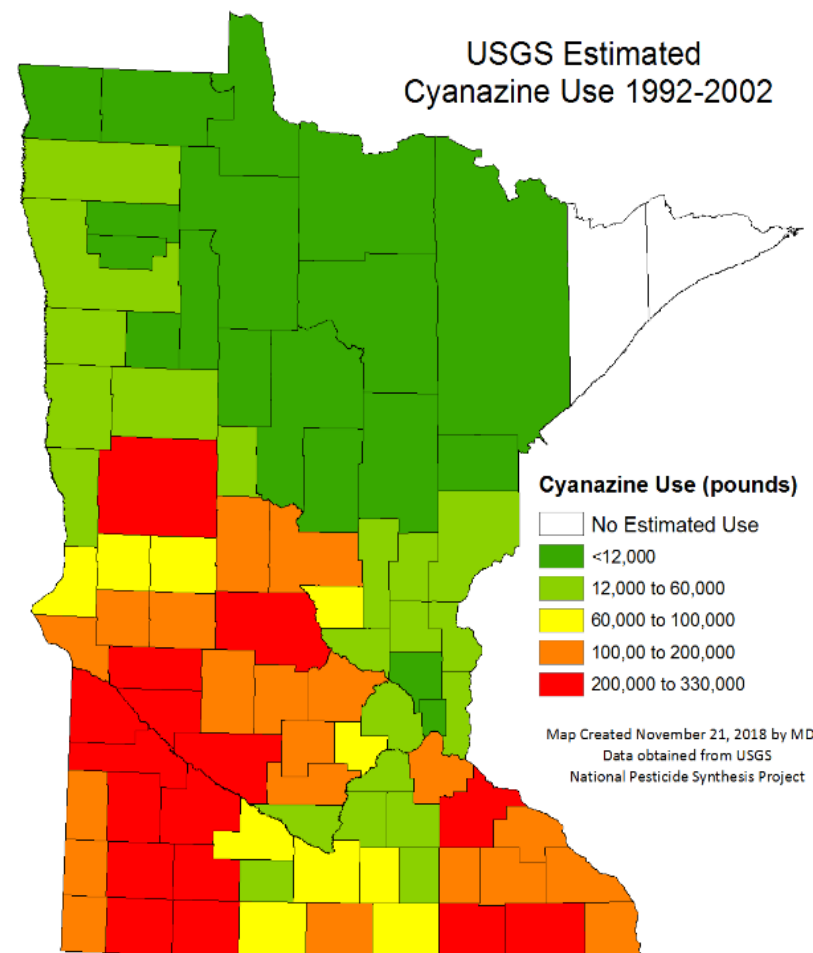 USGS Estimated
Cyanazine Use 1992-2002
Cyanazine Use (pounds)
No Estimated Use
<12,000
12,000 to 60,000
60,000 to 100,000
100,00 to 200,000
200,000 to 330,000
Map Created November 21, 2018 by MD
Data obtained from USGS
National Pesticide Synthesis Project